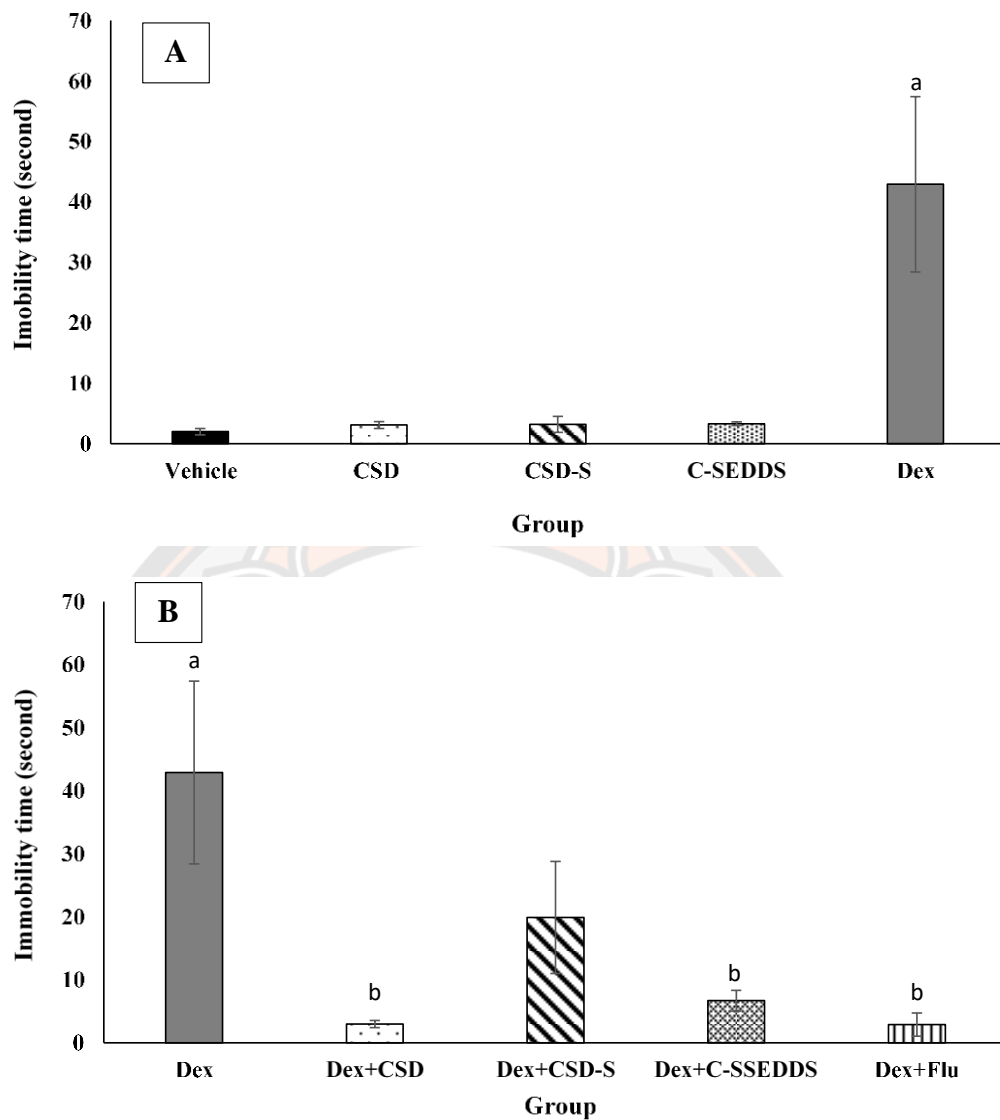 A
70
60
50
40
30
20
10
0
Imobility time (second)
a
Vehicle CSD CSD-S C-SEDDS Dex
Group
B
70
60
50
40
30
20
10
0
Immobility time (second)
a
b
b
b
Dex Dex+CSD Dex+CSD-S Dex+C-SSEDDS Dex+Flu
Group